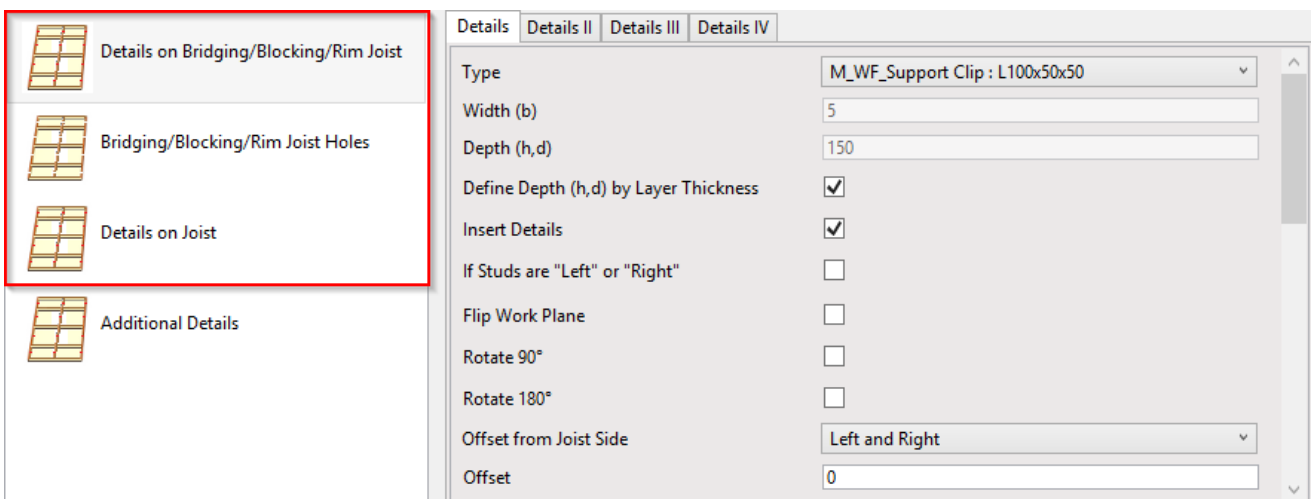 Details on Bridging/Blocking/Rim Joist
Bridging/Blocking/Rim Joist Holes
Details on Joist
Additional Details
Details Details II Details III Details IV
Type M_WF_Support Clip : L100x50x50
Width (b) 5
Depth (h,d) 150
Define Depth (h,d) by Layer Thickness
Insert Details
If Studs are "Left" or "Right"
Flip Work Plane
Rotate 90°
Rotate 180°
Offset from Joist Side Left and Right
Offset 0